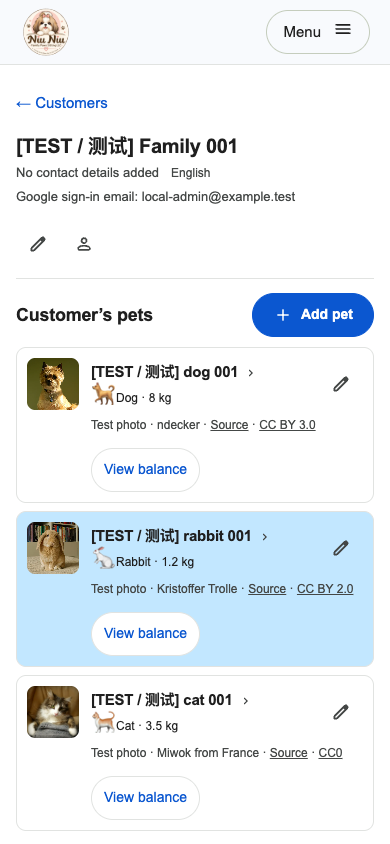 Niu Niu
Menu
← Customers
[TEST / 测试] Family 001
No contact details added English
Google sign-in email: local-admin@example.test
Customer's pets
+ Add pet
[TEST / 测试] dog 001 ›
Dog · 8 kg
Test photo · ndecker · Source · CC BY 3.0
View balance
[TEST / 测试] rabbit 001 ›
Rabbit · 1.2 kg
Test photo · Kristoffer Trolle · Source · CC BY 2.0
View balance
[TEST / 测试] cat 001 ›
Cat · 3.5 kg
Test photo · Miwok from France · Source · CC0
View balance